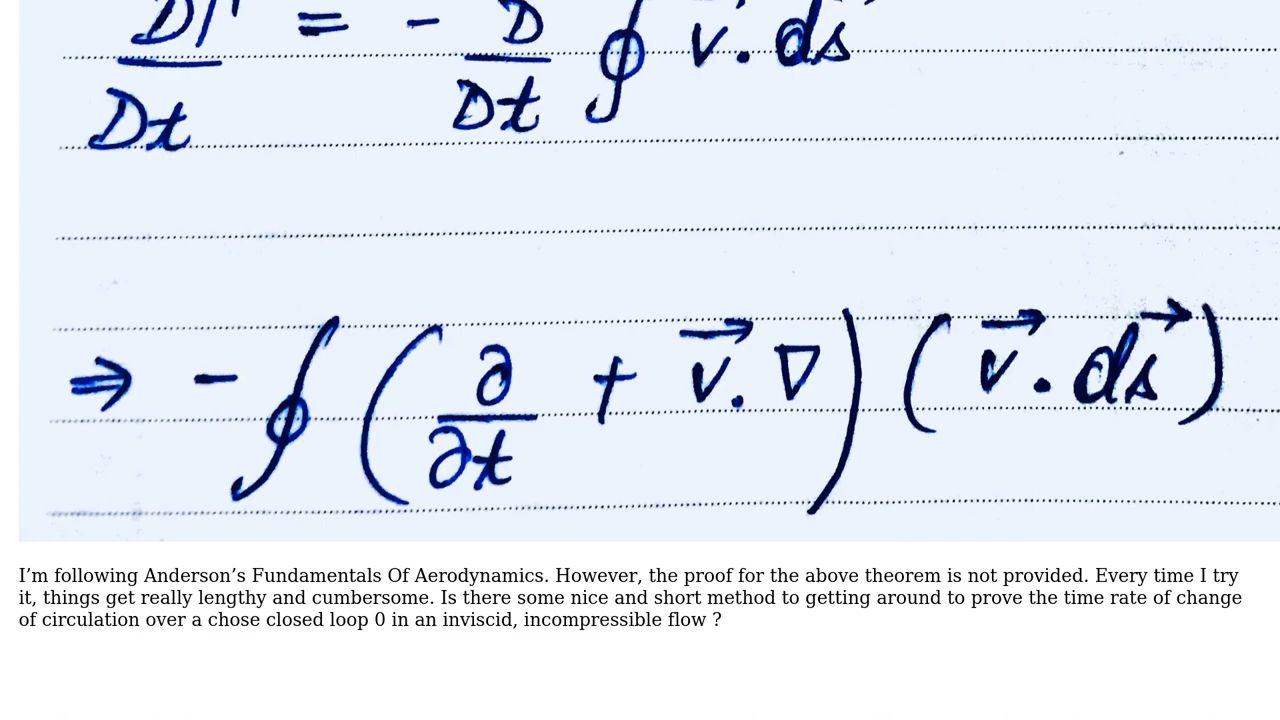 DΓ/Dt = - D/Dt ∮ v⃗ . ds⃗
⇒ - ∮ ( ∂/∂t + v⃗ . ∇ ) ( v⃗ . ds⃗ )
I’m following Anderson’s Fundamentals Of Aerodynamics. However, the proof for the above theorem is not provided. Every time I try
it, things get really lengthy and cumbersome. Is there some nice and short method to getting around to prove the time rate of change
of circulation over a chose closed loop 0 in an inviscid, incompressible flow ?